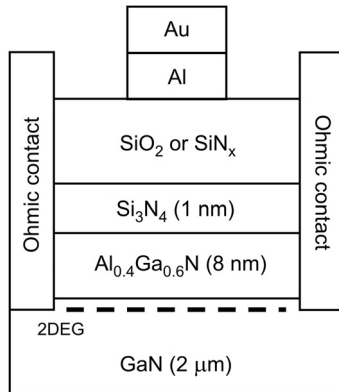 Au
Al
Ohmic contact
SiO₂ or SiNₓ
Si₃N₄ (1 nm)
Al₀.₄Ga₀.₆N (8 nm)
Ohmic contact
2DEG
GaN (2 μm)